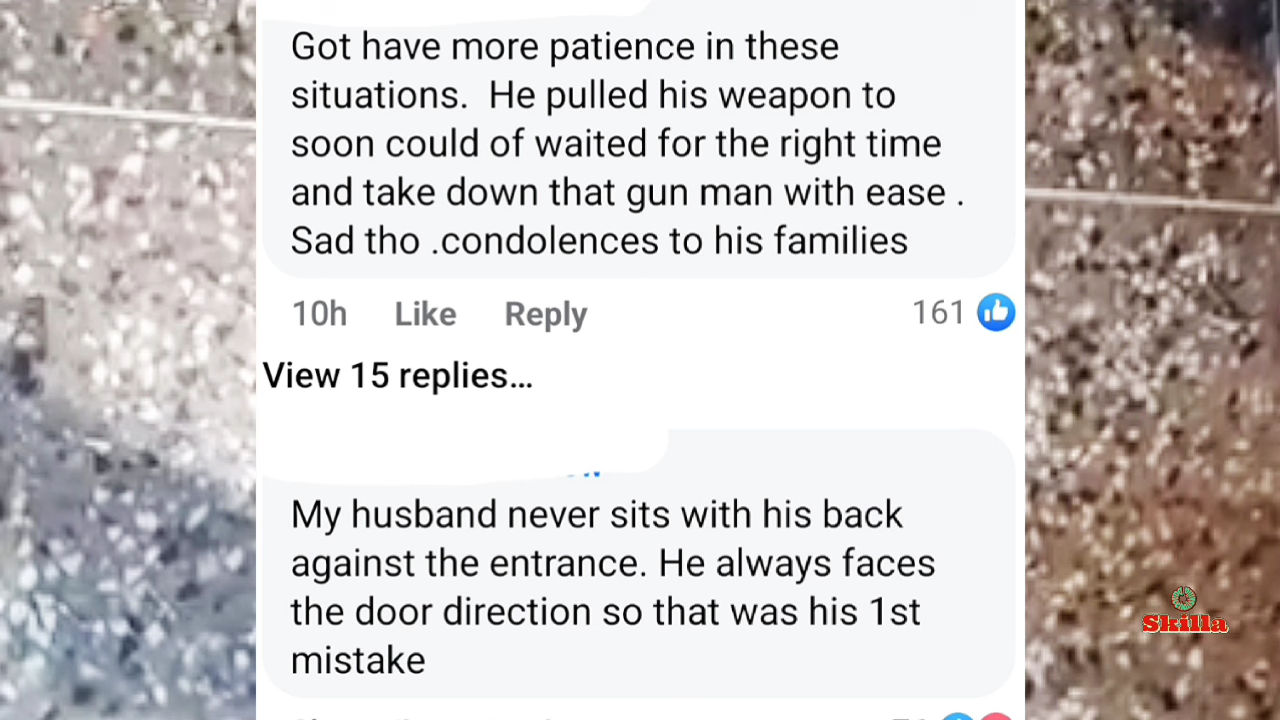 Got have more patience in these
situations.  He pulled his weapon to
soon could of waited for the right time
and take down that gun man with ease .
Sad tho .condolences to his families
10h Like Reply 161
View 15 replies...
My husband never sits with his back
against the entrance. He always faces
the door direction so that was his 1st
mistake
Skilla